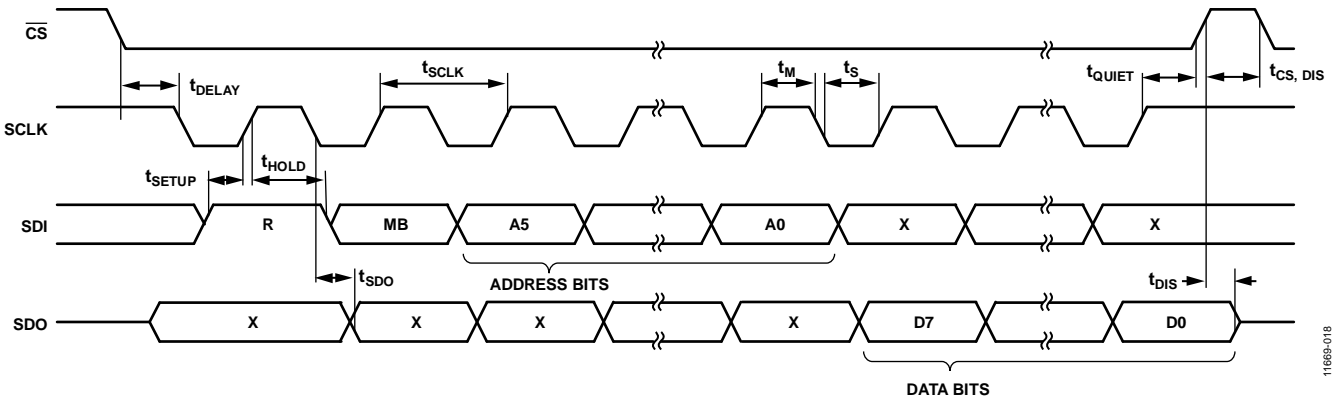 CS
tDELAY
tSCLK
tM
tS
tQUIET
tCS, DIS
SCLK
tSETUP
tHOLD
SDI
R
MB
A5
A0
X
X
tSDO
ADDRESS BITS
tDIS
SDO
X
X
X
X
D7
D0
DATA BITS
11669-018